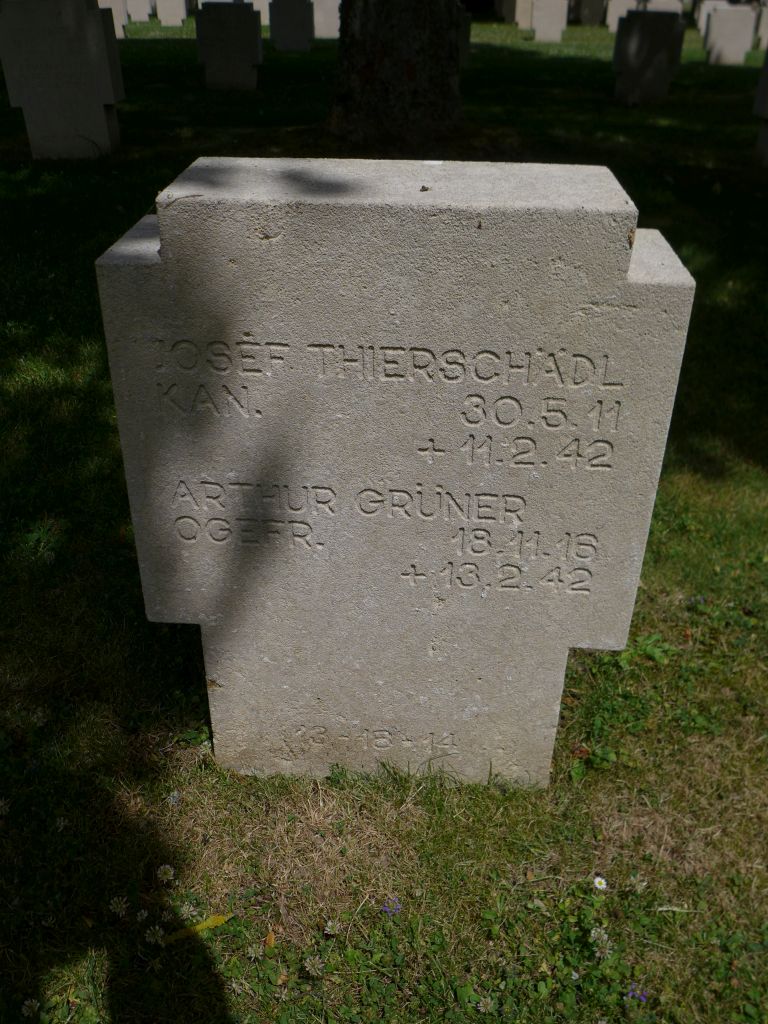 JOSEF THIERSCHÄDL
KAN. 30.5.11
+ 11.2.42
ARTHUR GRÜNER
OGEFR. 18.11.16
+ 13.2.42
13-18-14